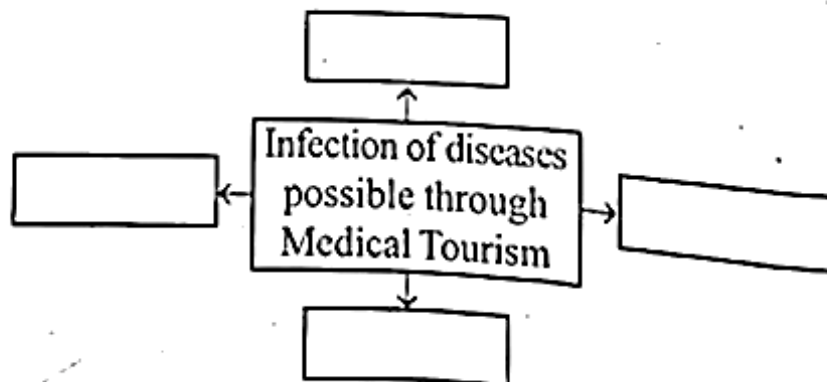 Infection of diseases
possible through
Medical Tourism